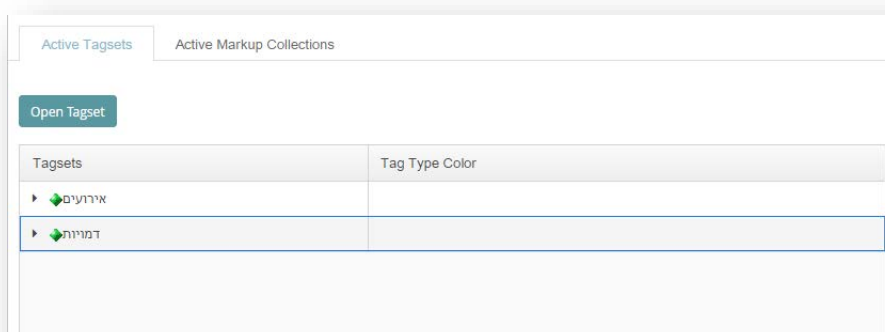 Active Tagsets Active Markup Collections
Open Tagset
Tagsets Tag Type Color
אירועים
דמויות